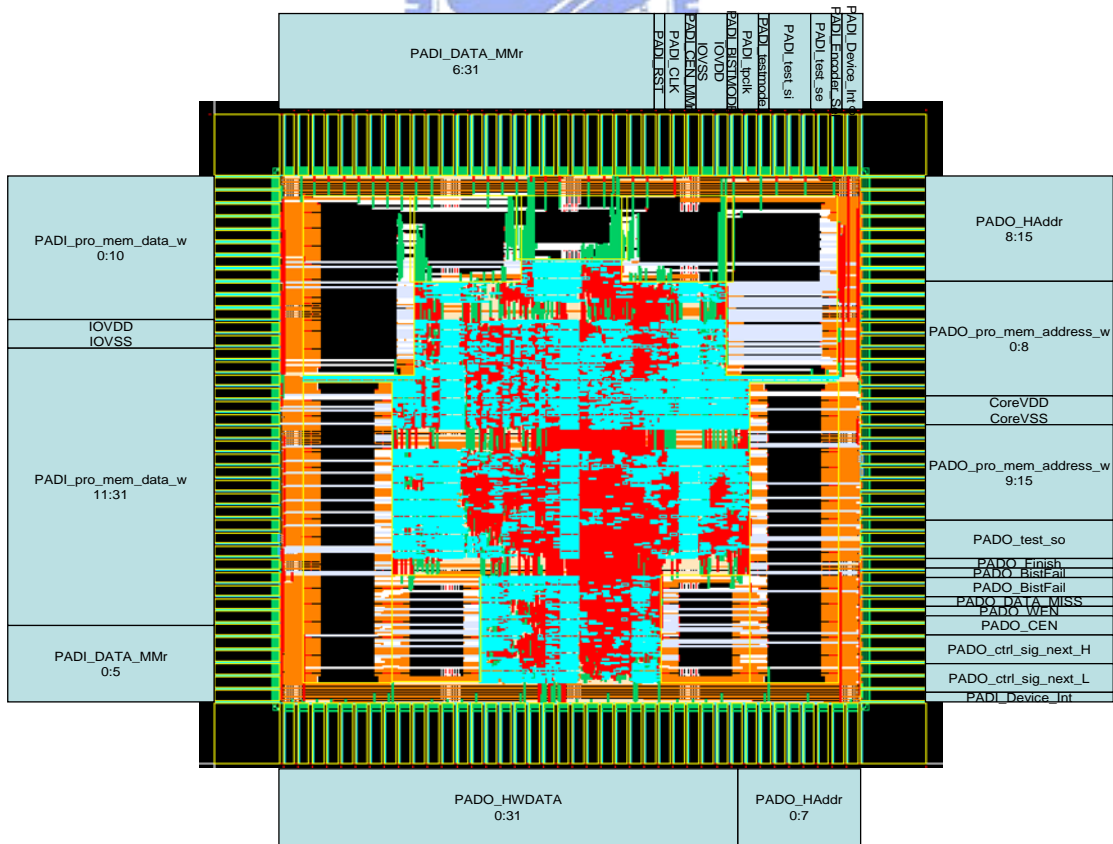 PADI_DATA_MMr
6:31
PADI_RST
PADI_CLK
PADI_CEN_MMr
IOVSS
IOVDD
PADI_BISTMODE
PADI_tpclk
PADI_testmode
PADI_test_si
PADI_test_se
PADI_Device_Int
PADI_pro_mem_data_w
0:10
IOVDD
IOVSS
PADI_pro_mem_data_w
11:31
PADI_DATA_MMr
0:5
PADO_HAddr
8:15
PADO_pro_mem_address_w
0:8
CoreVDD
CoreVSS
PADO_pro_mem_address_w
9:15
PADO_test_so
PADO_Finish
PADO_BistFail
PADO_BistFail
PADO_DATA_MISS
PADO_WEN
PADO_CEN
PADO_ctrl_sig_next_H
PADO_ctrl_sig_next_L
PADI_Device_Int
PADO_HWDATA
0:31
PADO_HAddr
0:7